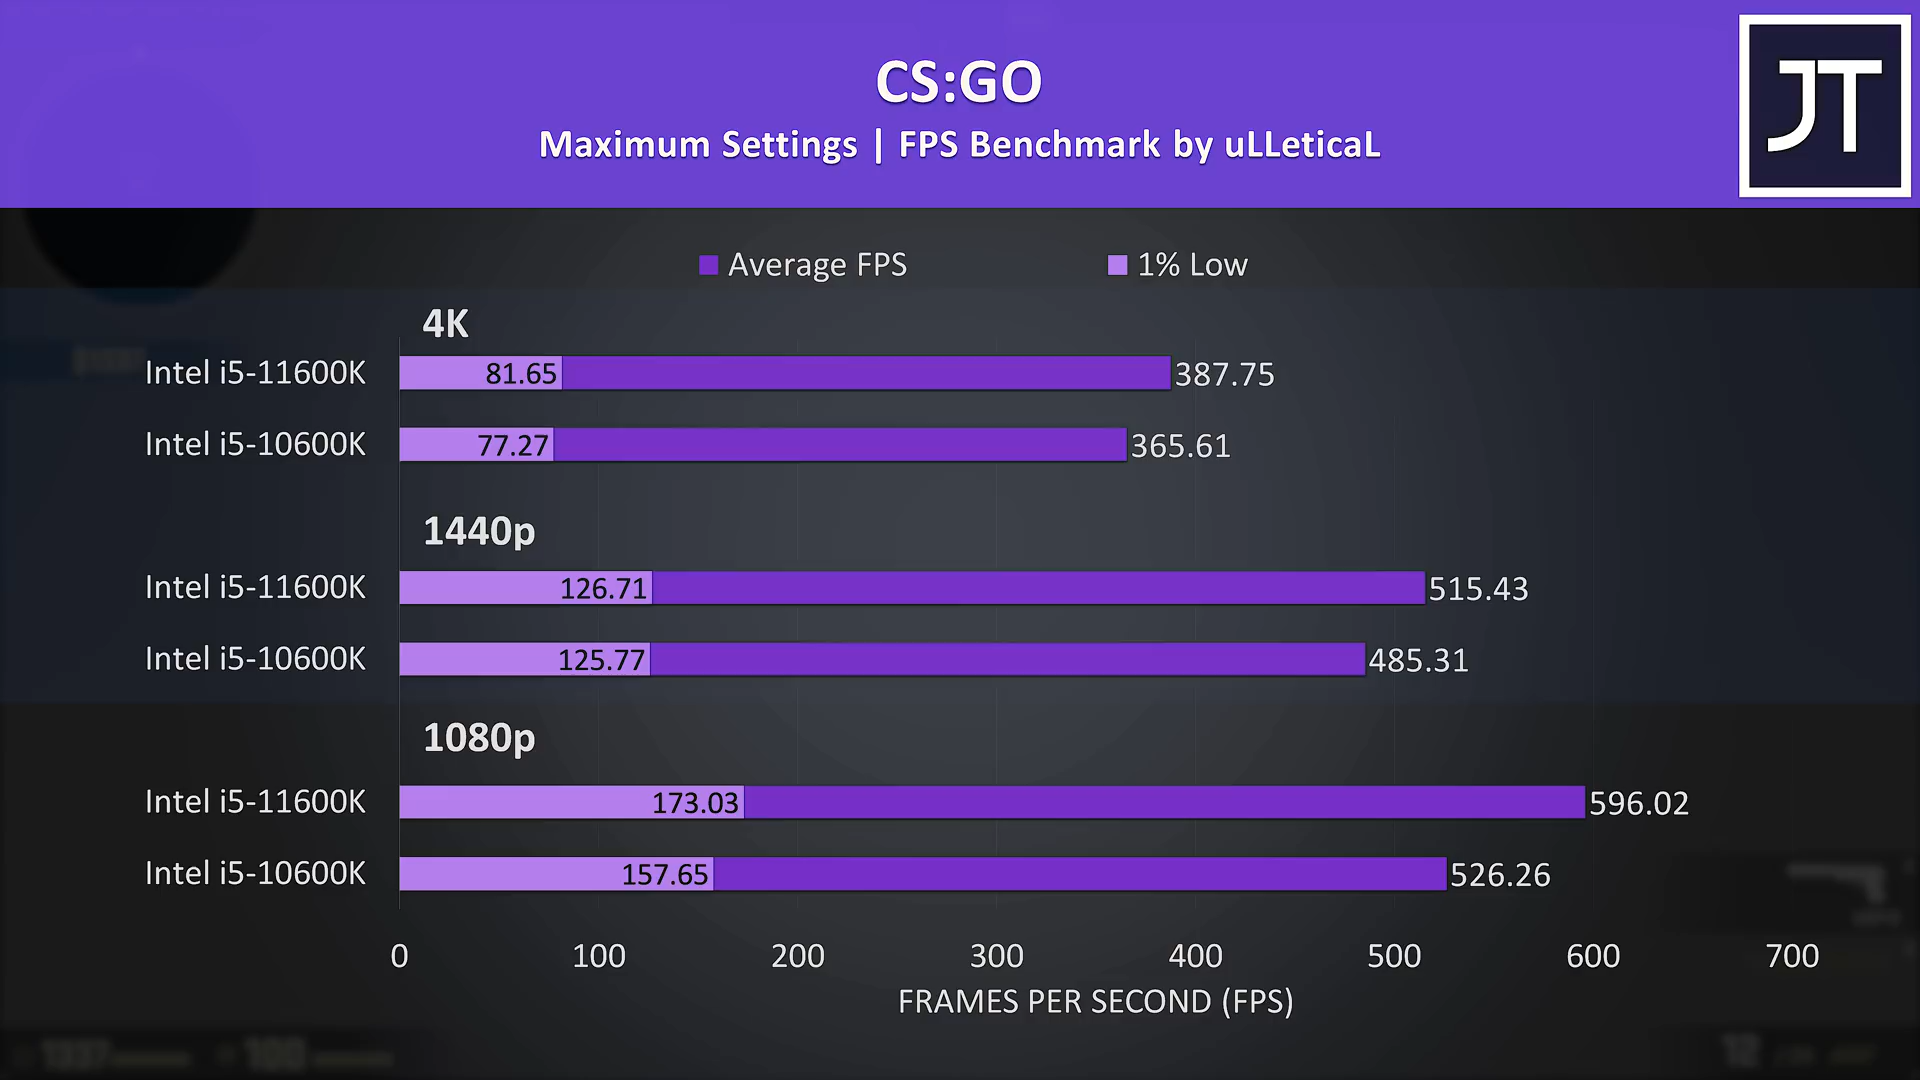 CS:GO
Maximum Settings | FPS Benchmark by uLLeticaL
JT
Average FPS
1% Low
4K
Intel i5-11600K 81.65 387.75
Intel i5-10600K 77.27 365.61
1440p
Intel i5-11600K 126.71 515.43
Intel i5-10600K 125.77 485.31
1080p
Intel i5-11600K 173.03 596.02
Intel i5-10600K 157.65 526.26
0 100 200 300 400 500 600 700
FRAMES PER SECOND (FPS)
1337 100 12